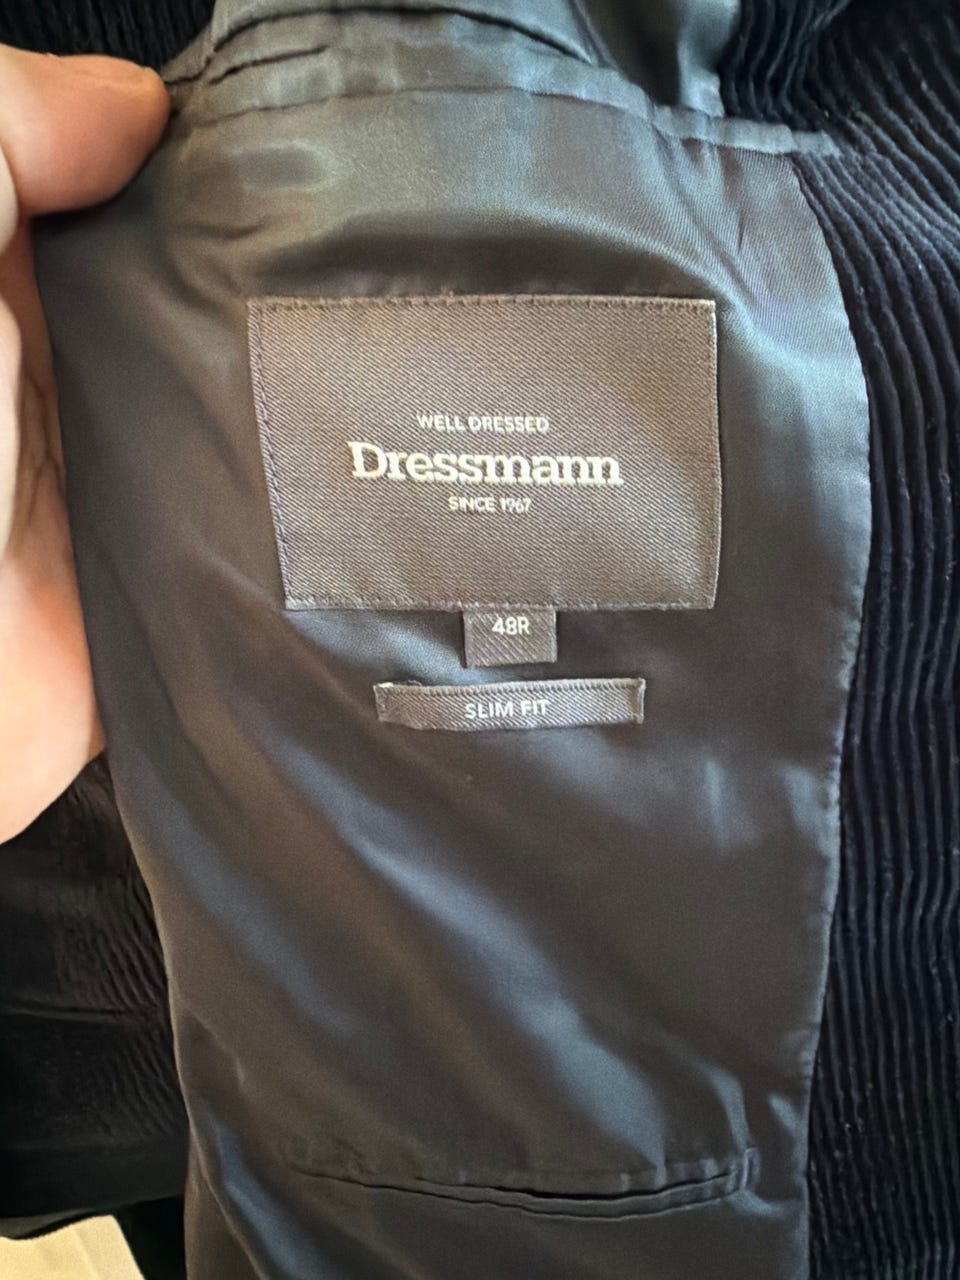 WELL DRESSED
Dressmann
SINCE 1967
48R
SLIM FIT